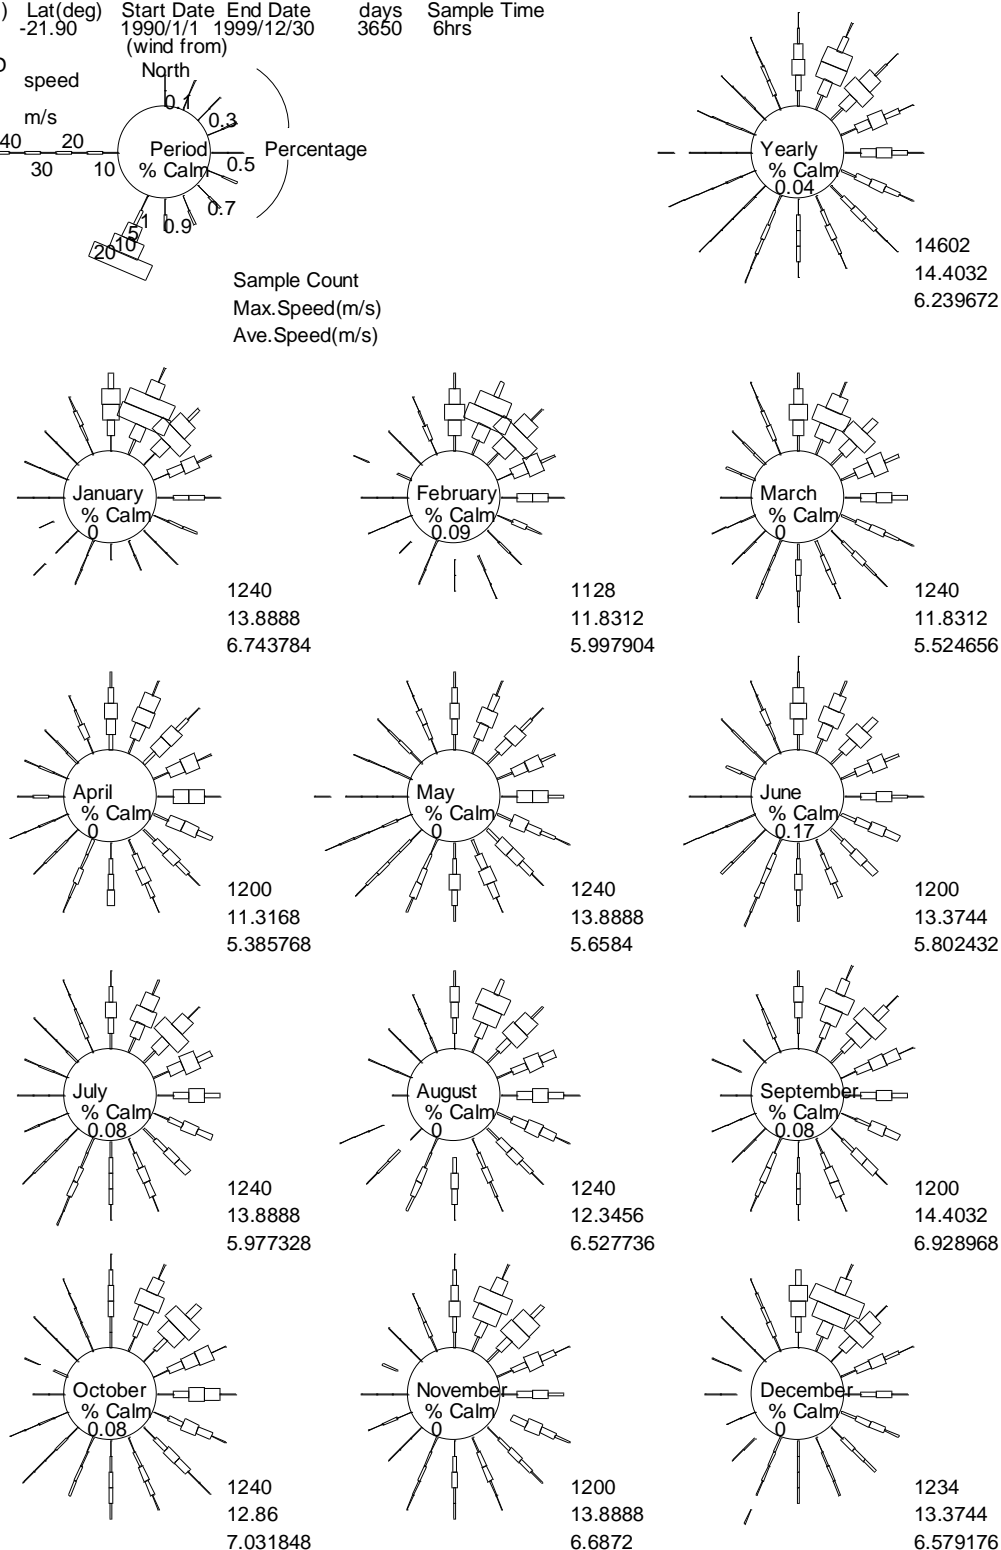 ) Lat(deg) Start Date End Date days Sample Time
-21.90 1990/1/1 1999/12/30 3650 6hrs
(wind from)
North
speed
m/s
40 30 20 10
Period
% Calm
0.1
0.3
0.5
0.7
0.9
1
5
10
20
Percentage
Sample Count
Max.Speed(m/s)
Ave.Speed(m/s)
Yearly
% Calm
0.04
14602
14.4032
6.239672
January
% Calm
0
1240
13.8888
6.743784
February
% Calm
0.09
1128
11.8312
5.997904
March
% Calm
0
1240
11.8312
5.524656
April
% Calm
0
1200
11.3168
5.385768
May
% Calm
0
1240
13.8888
5.6584
June
% Calm
0.17
1200
13.3744
5.802432
July
% Calm
0.08
1240
13.8888
5.977328
August
% Calm
0
1240
12.3456
6.527736
September
% Calm
0.08
1200
14.4032
6.928968
October
% Calm
0.08
1240
12.86
7.031848
November
% Calm
0
1200
13.8888
6.6872
December
% Calm
0
1234
13.3744
6.579176